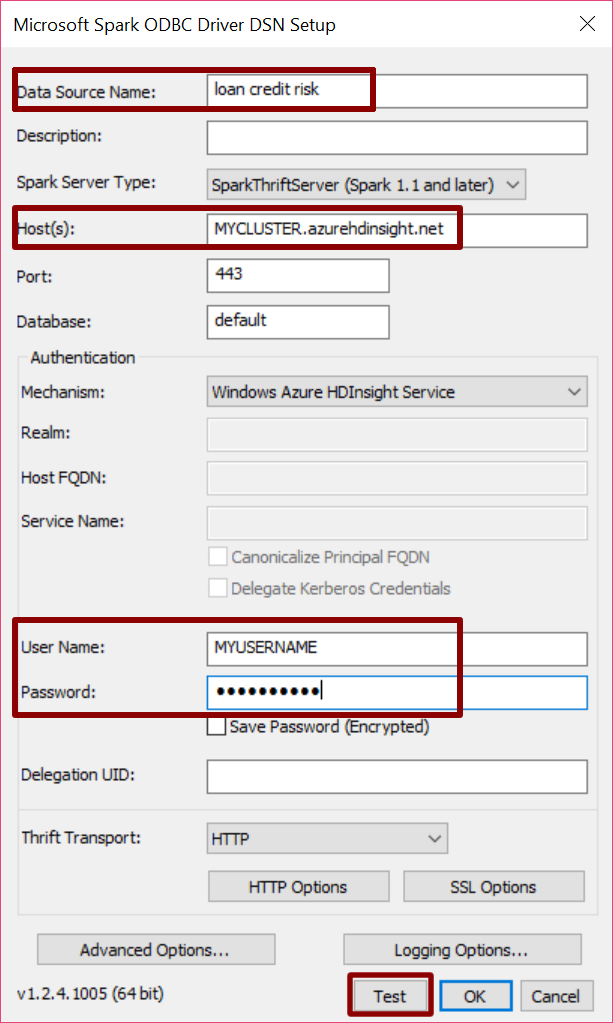 Microsoft Spark ODBC Driver DSN Setup
Data Source Name: loan credit risk
Description:
Spark Server Type: SparkThriftServer (Spark 1.1 and later)
Host(s): MYCLUSTER.azurehdinsight.net
Port: 443
Database: default
Authentication
Mechanism: Windows Azure HDInsight Service
Realm:
Host FQDN:
Service Name:
Canonicalize Principal FQDN
Delegate Kerberos Credentials
User Name: MYUSERNAME
Password: ●●●●●●●●●●
Save Password (Encrypted)
Delegation UID:
Thrift Transport: HTTP
HTTP Options SSL Options
Advanced Options... Logging Options...
v1.2.4.1005 (64 bit) Test OK Cancel